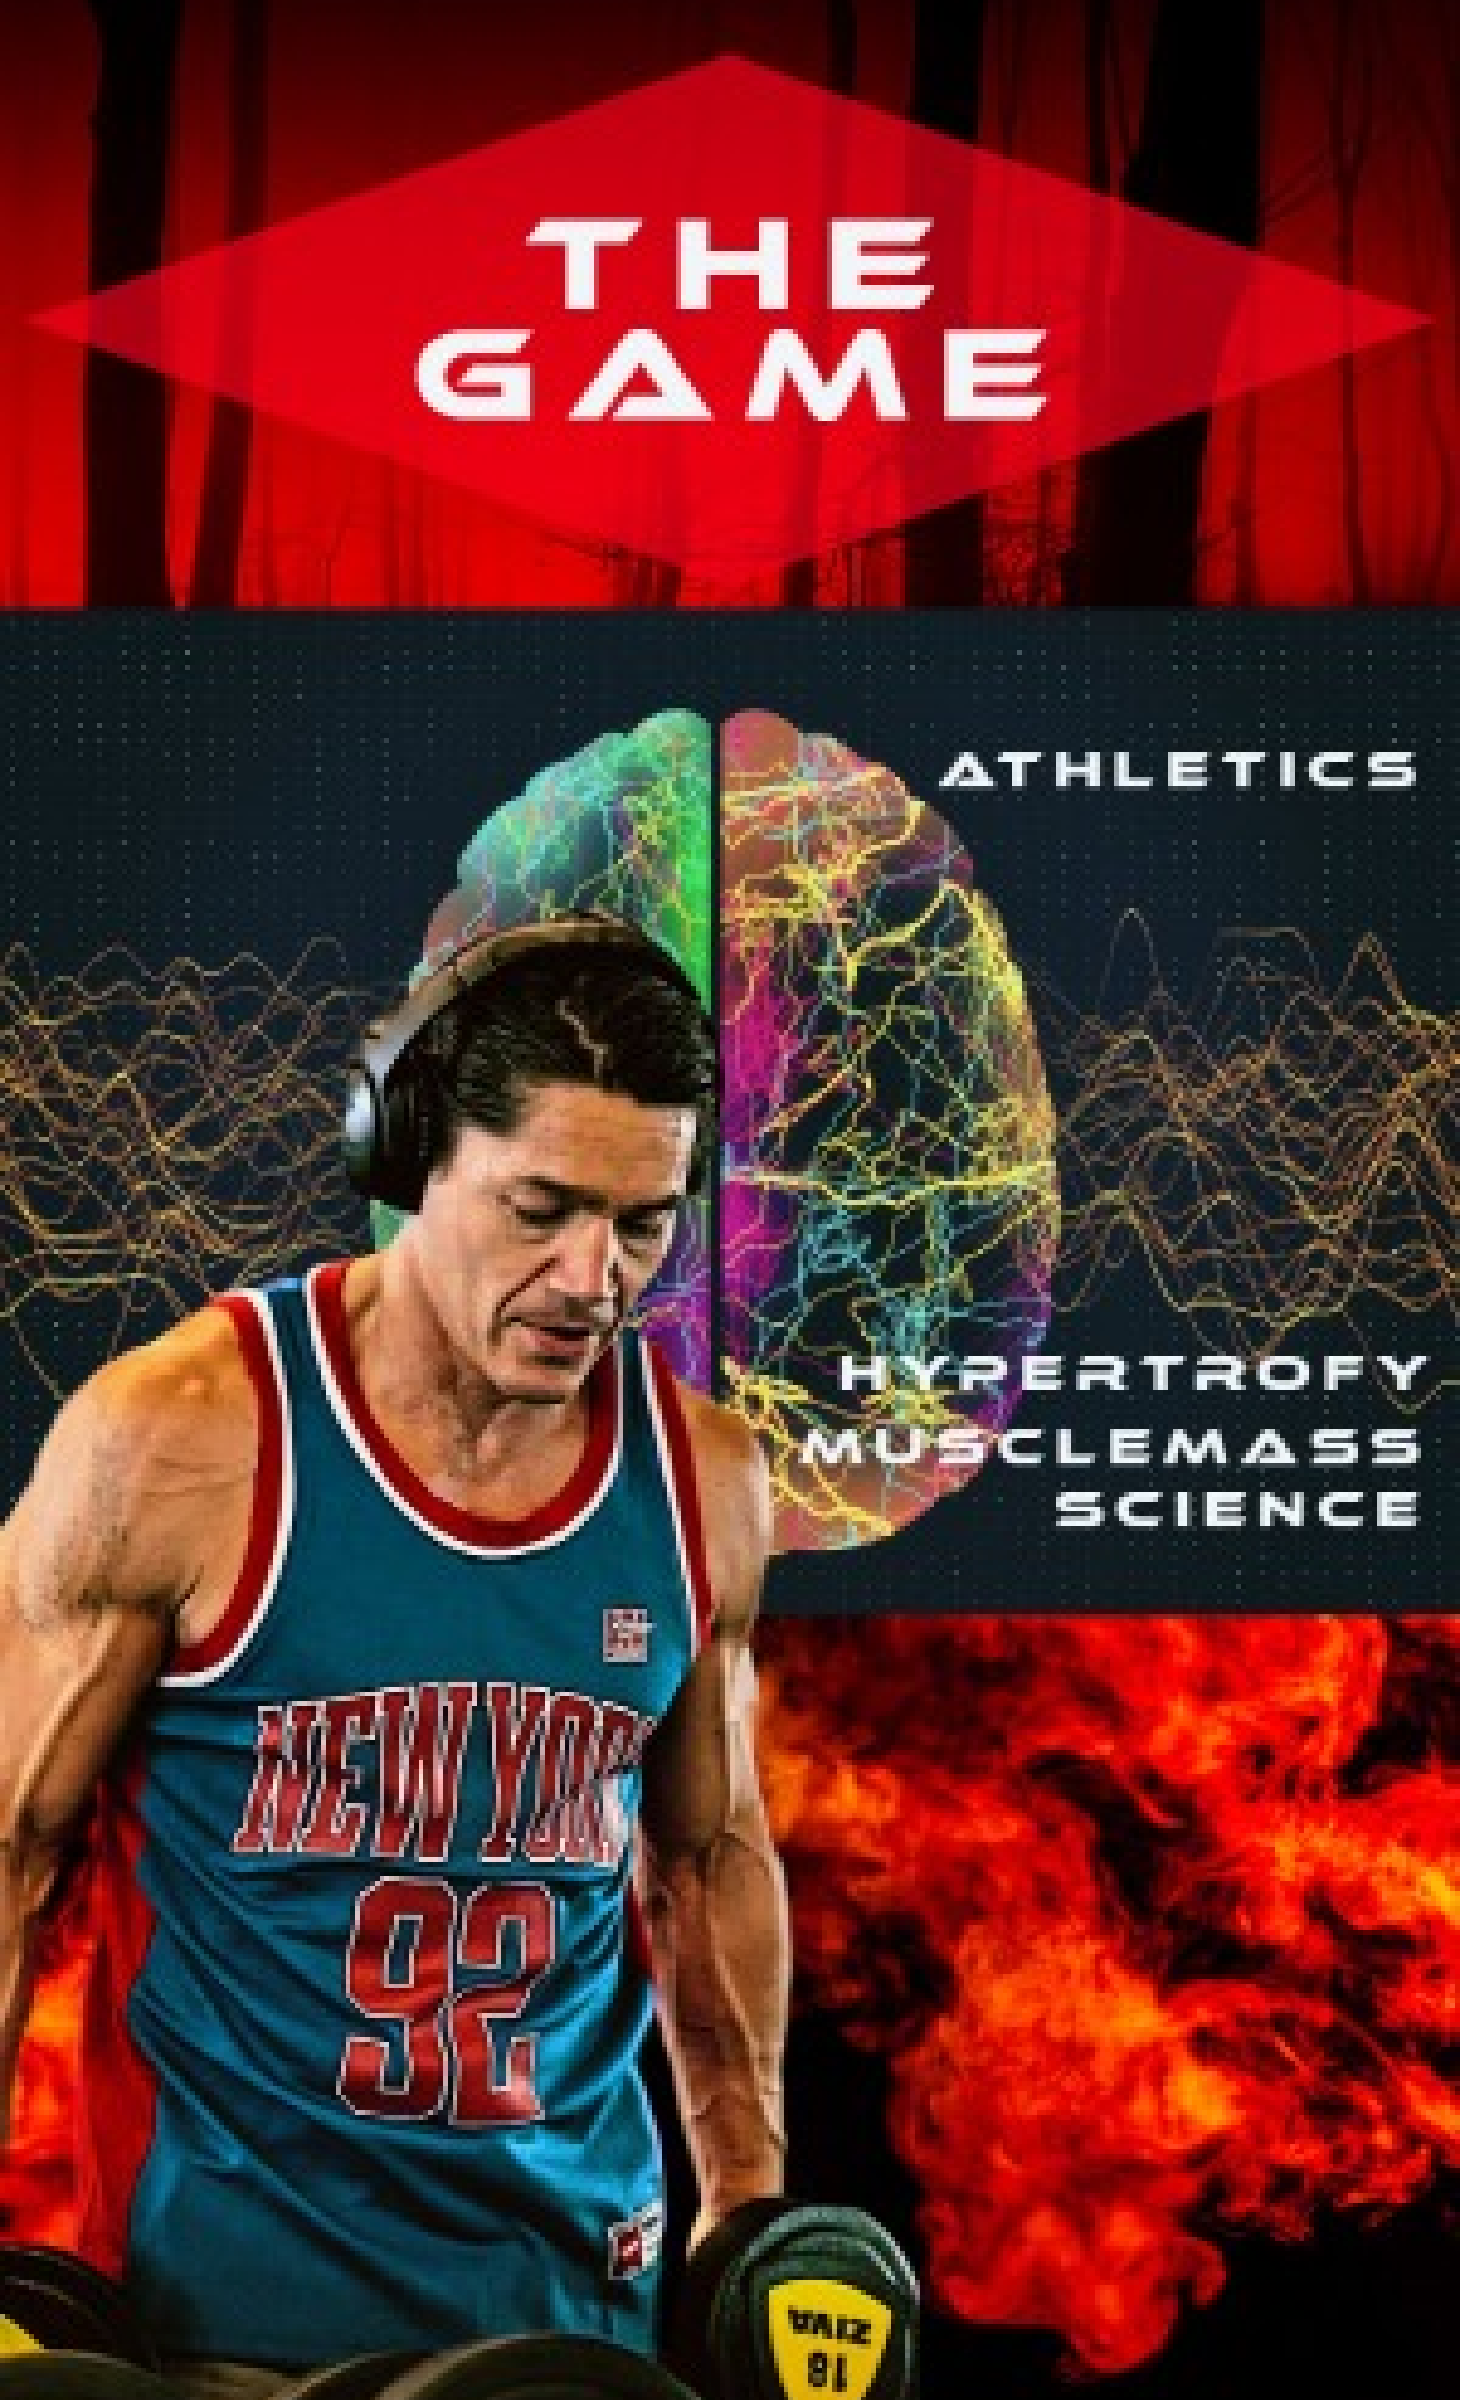 THE
GAME
ATHLETICS
HYPERTROFY
MUSCLEMASS
SCIENCE
NEW YORK
92
ZIVA
18